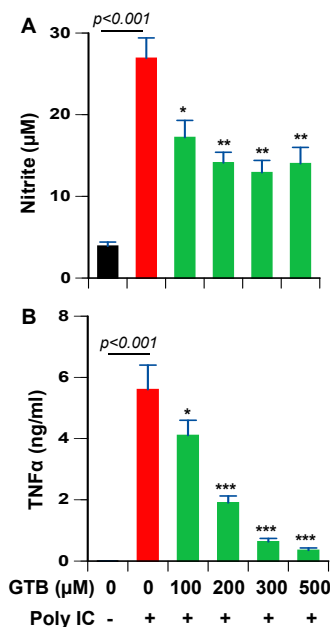 A
p<0.001
30
20
10
0
Nitrite (µM)
*
**
**
**
B
p<0.001
8
6
4
2
0
TNFα (ng/ml)
*
***
***
***
GTB (µM) 0 0 100 200 300 500
Poly IC - + + + + +